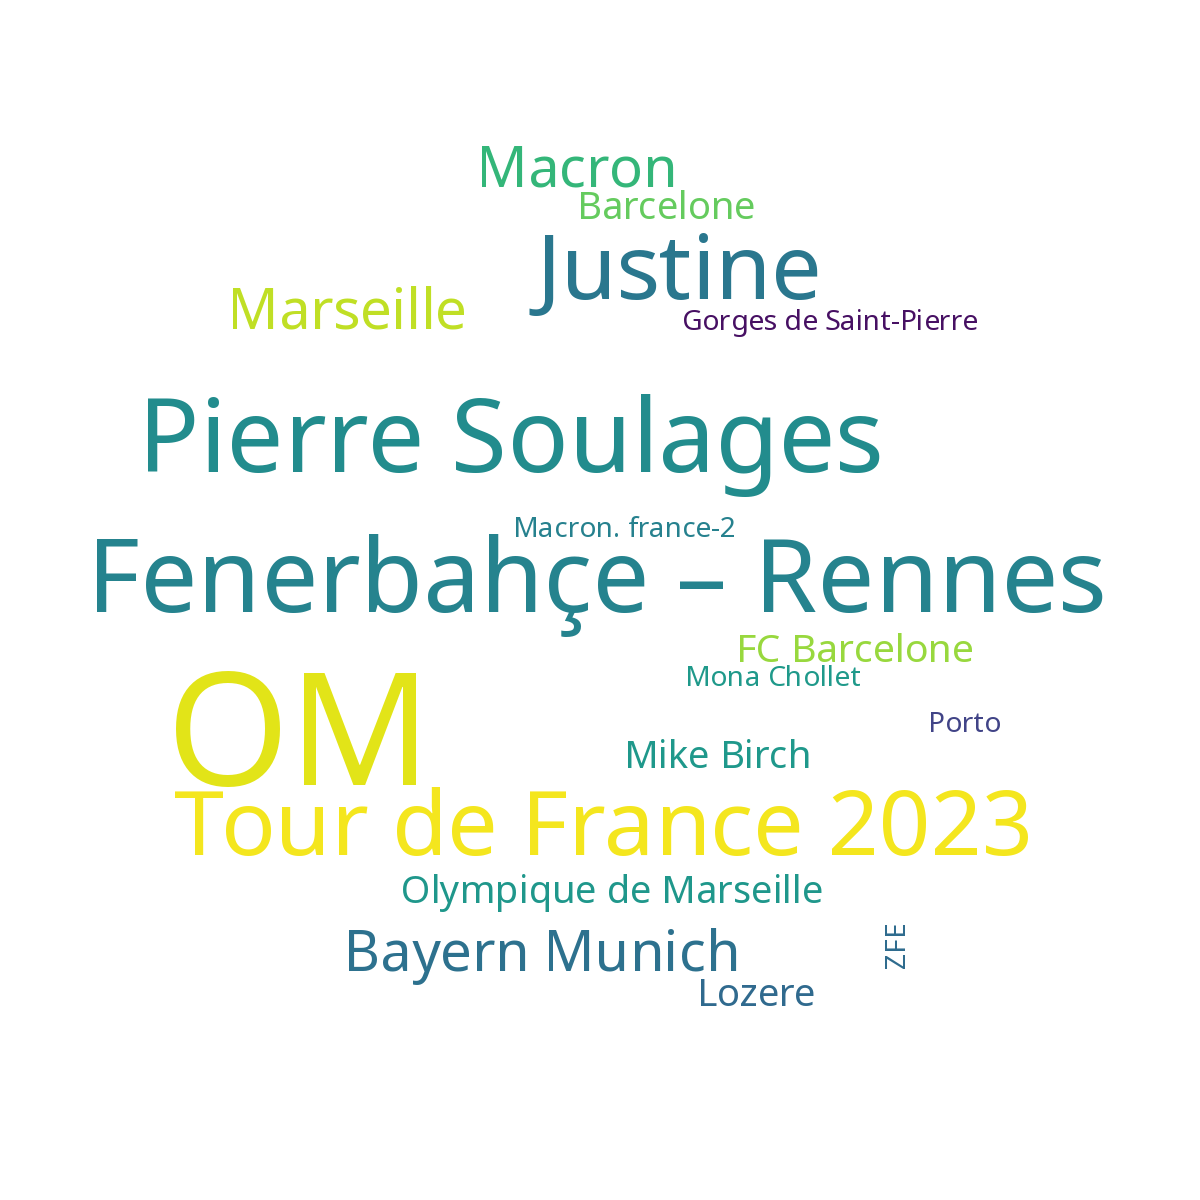 Macron
Barcelone
Justine
Marseille
Gorges de Saint-Pierre
Pierre Soulages
Macron. france-2
Fenerbahçe – Rennes
FC Barcelone
Mona Chollet
OM
Porto
Mike Birch
Tour de France 2023
Olympique de Marseille
Bayern Munich
ZFE
Lozere